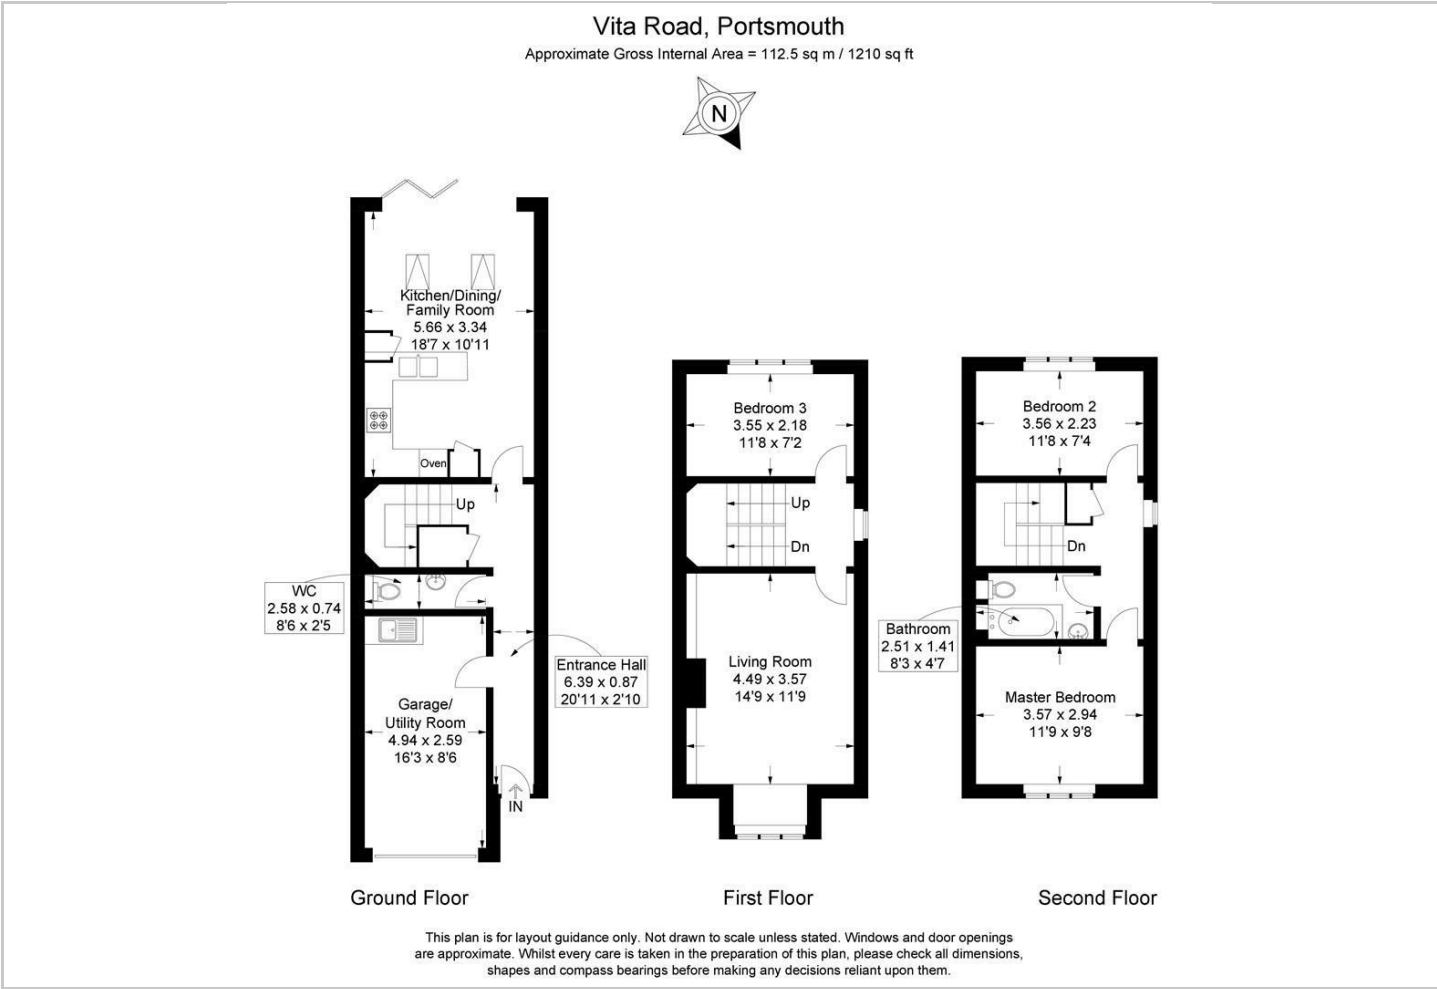 Vita Road, Portsmouth
Approximate Gross Internal Area = 112.5 sq m / 1210 sq ft
N
Kitchen/Dining/
Family Room
5.66 x 3.34
18'7 x 10'11
Oven
Up
WC
2.58 x 0.74
8'6 x 2'5
Entrance Hall
6.39 x 0.87
20'11 x 2'10
Garage/
Utility Room
4.94 x 2.59
16'3 x 8'6
IN
Ground Floor
Bedroom 3
3.55 x 2.18
11'8 x 7'2
Up
Dn
Living Room
4.49 x 3.57
14'9 x 11'9
First Floor
Bedroom 2
3.56 x 2.23
11'8 x 7'4
Dn
Bathroom
2.51 x 1.41
8'3 x 4'7
Master Bedroom
3.57 x 2.94
11'9 x 9'8
Second Floor
This plan is for layout guidance only. Not drawn to scale unless stated. Windows and door openings
are approximate. Whilst every care is taken in the preparation of this plan, please check all dimensions,
shapes and compass bearings before making any decisions reliant upon them.